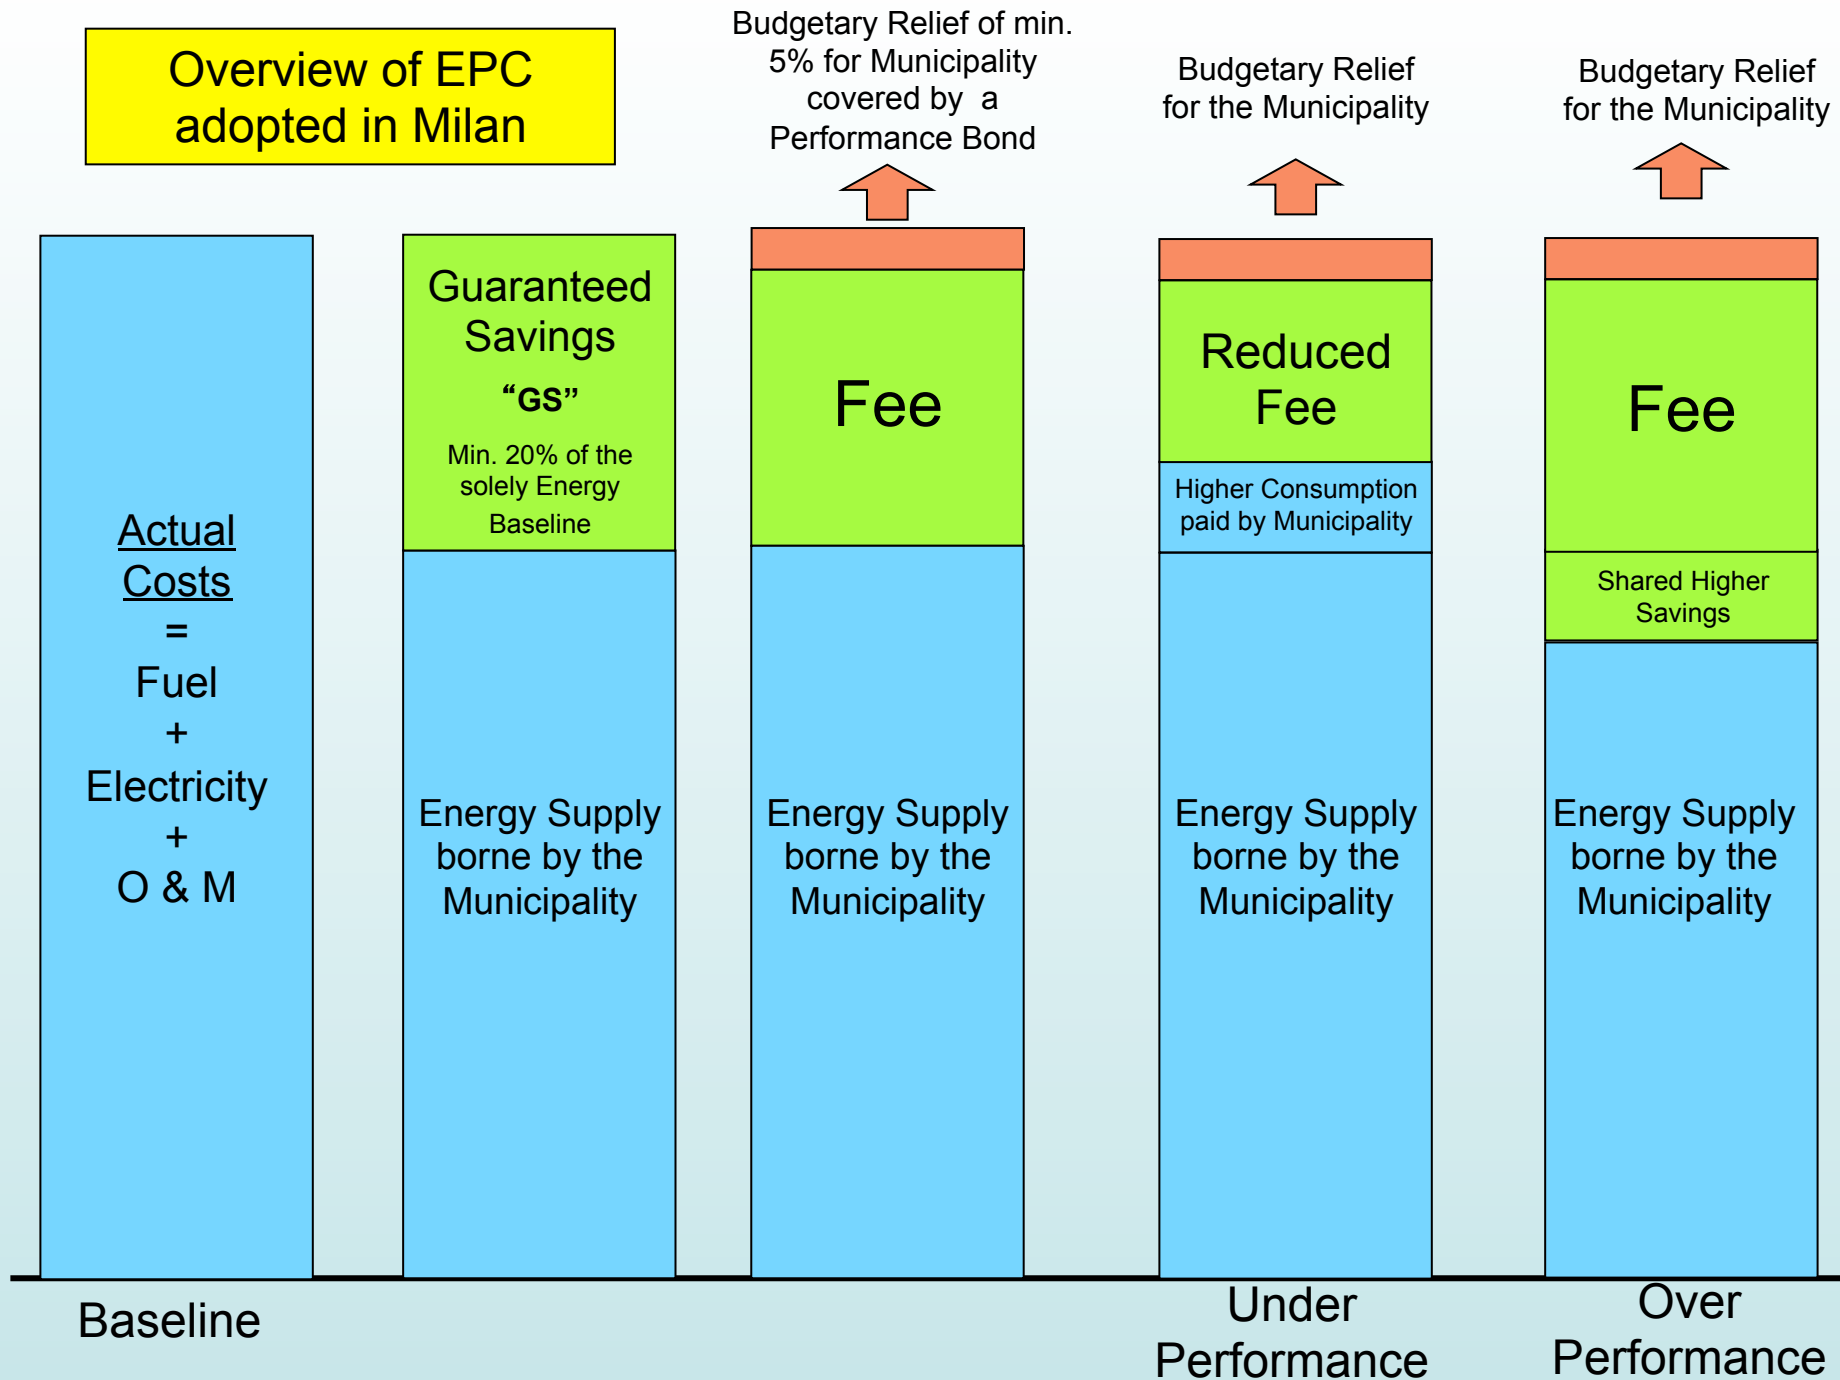 Overview of EPC
adopted in Milan
Budgetary Relief of min.
5% for Municipality
covered by a
Performance Bond
Budgetary Relief
for the Municipality
Budgetary Relief
for the Municipality
Actual
Costs
=
Fuel
+
Electricity
+
O & M
Guaranteed
Savings
“GS”
Min. 20% of the
solely Energy
Baseline
Energy Supply
borne by the
Municipality
Fee
Energy Supply
borne by the
Municipality
Reduced
Fee
Higher Consumption
paid by Municipality
Energy Supply
borne by the
Municipality
Fee
Shared Higher
Savings
Energy Supply
borne by the
Municipality
Baseline
Under
Performance
Over
Performance